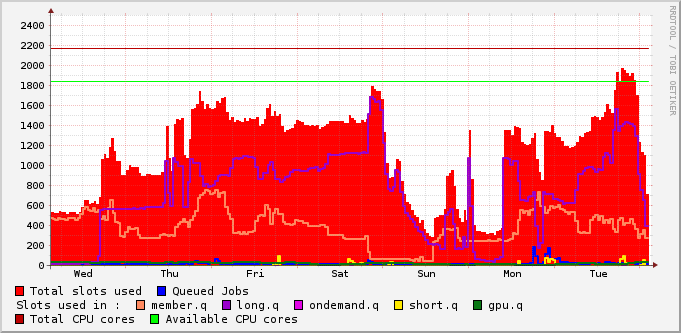 2400
2200
2000
1800
1600
1400
1200
1000
800
600
400
200
0
Wed Thu Fri Sat Sun Mon Tue
RRDTOOL / TOBI OETIKER
Total slots used Queued Jobs
Slots used in : member.q long.q ondemand.q short.q gpu.q
Total CPU cores Available CPU cores